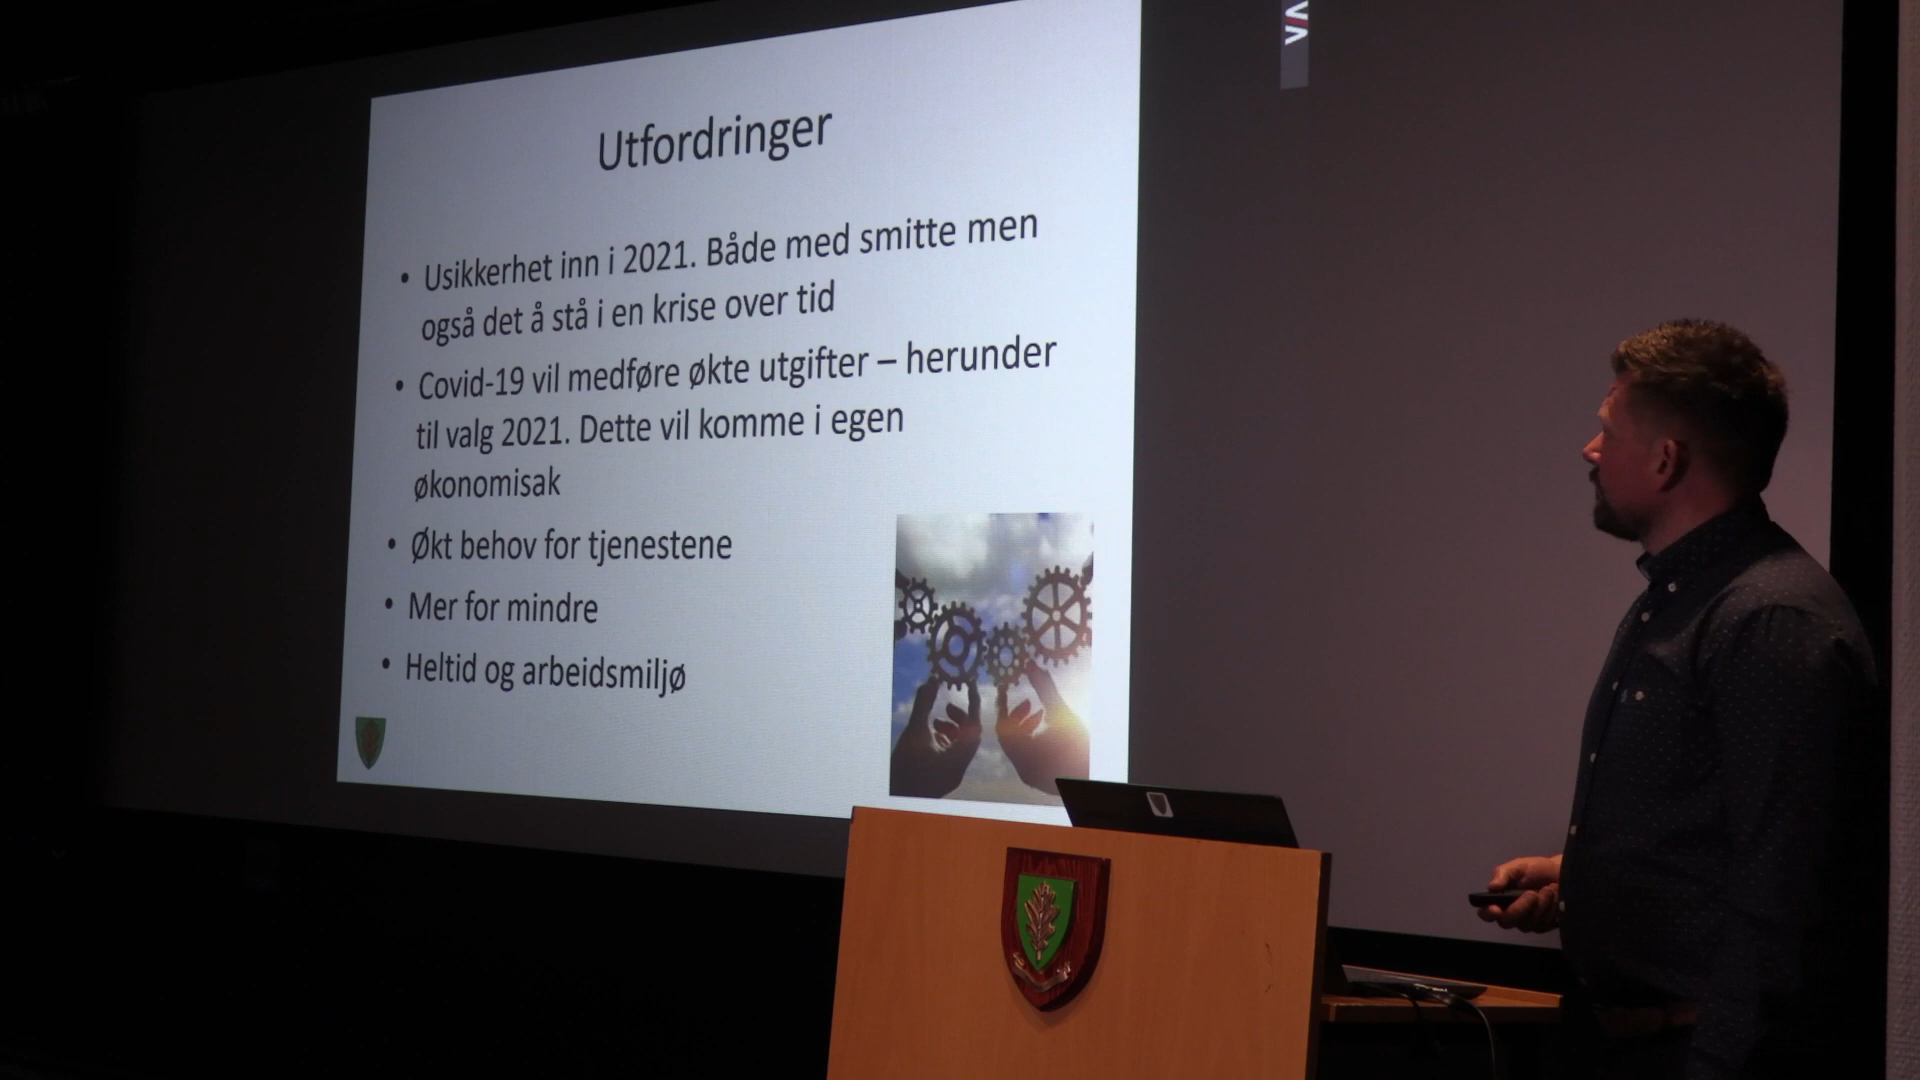 Utfordringer
• Usikkerhet inn i 2021. Både med smitte men
også det å stå i en krise over tid
• Covid-19 vil medføre økte utgifter – herunder
til valg 2021. Dette vil komme i egen
økonomisak
• Økt behov for tjenestene
• Mer for mindre
• Heltid og arbeidsmiljø